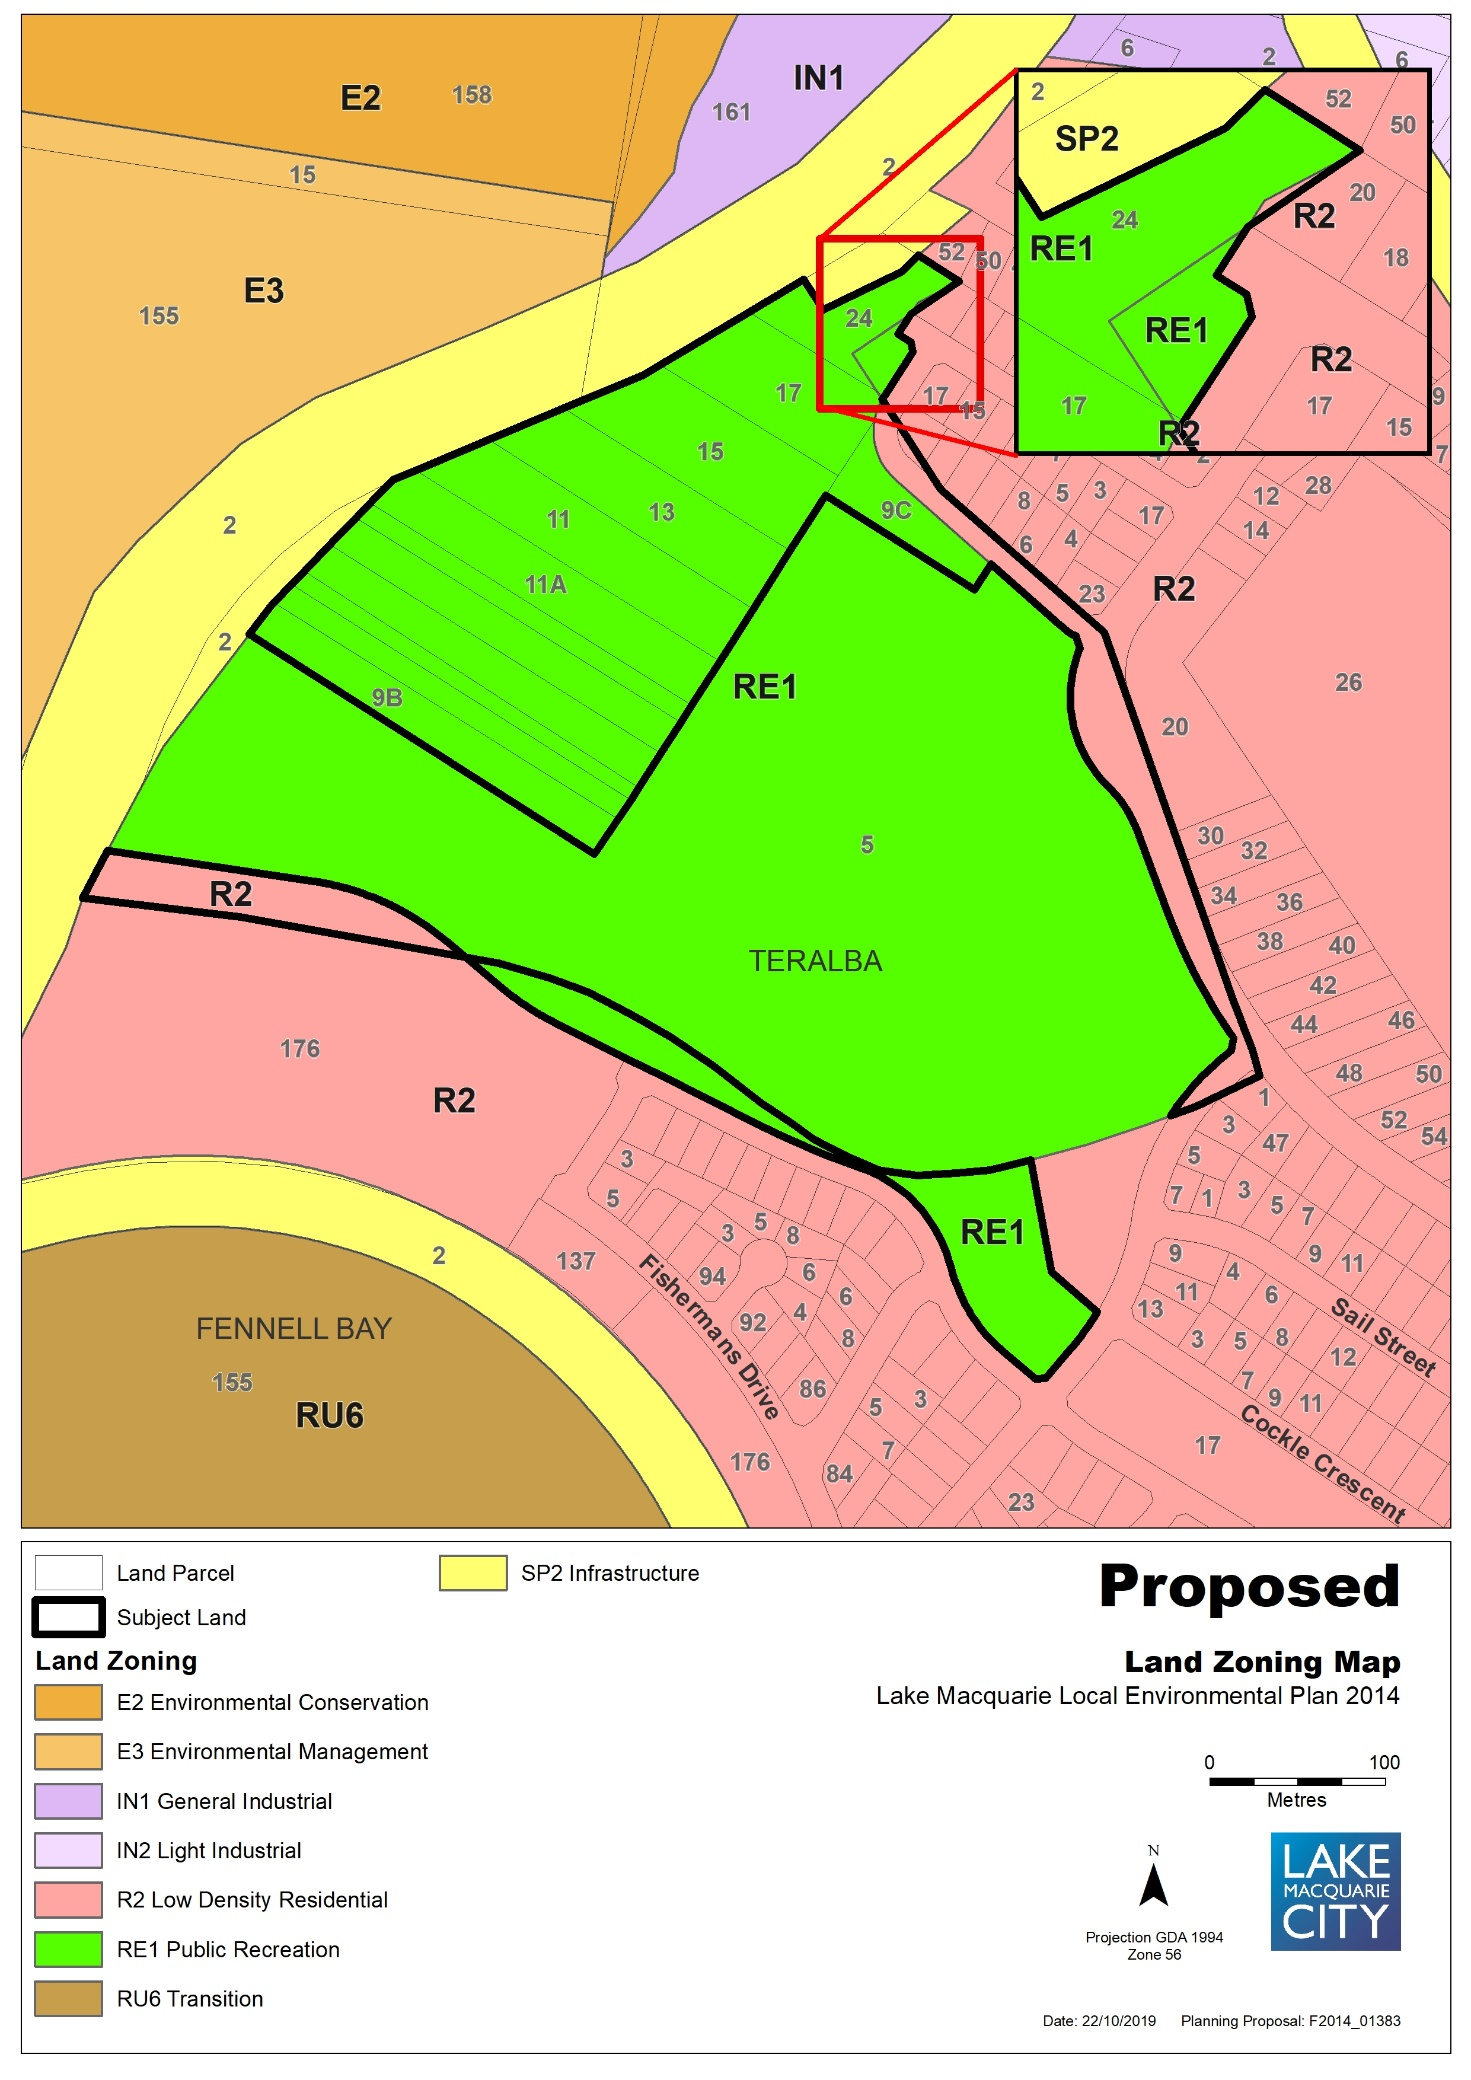 E2
158
IN1
161
6
2
6
15
2
2
SP2
52
50
24
20
RE1
R2
18
RE1
R2
17
17
15
R2
9
7
E3
155
52
50
24
17
17
15
2
15
11
13
9C
11A
2
9B
RE1
8
5
3
17
6
4
23
12
28
14
R2
26
20
5
30
32
34
36
38
40
42
44
46
48
50
52
54
R2
TERALBA
176
R2
1
3
47
5
7
1
3
5
7
9
11
3
5
3
5
8
94
6
6
92
4
8
86
137
Fishermans Drive
RE1
9
4
11
6
13
3
5
8
12
7
9
11
Sail Street
Cockle Crescent
17
2
FENNELL BAY
155
RU6
176
84
5
3
7
23
Land Parcel
SP2 Infrastructure
Subject Land
Land Zoning
E2 Environmental Conservation
E3 Environmental Management
IN1 General Industrial
IN2 Light Industrial
R2 Low Density Residential
RE1 Public Recreation
RU6 Transition
Proposed
Land Zoning Map
Lake Macquarie Local Environmental Plan 2014
0 100
Metres
N
Projection GDA 1994
Zone 56
LAKE
MACQUARIE
CITY
Date: 22/10/2019 Planning Proposal: F2014_01383